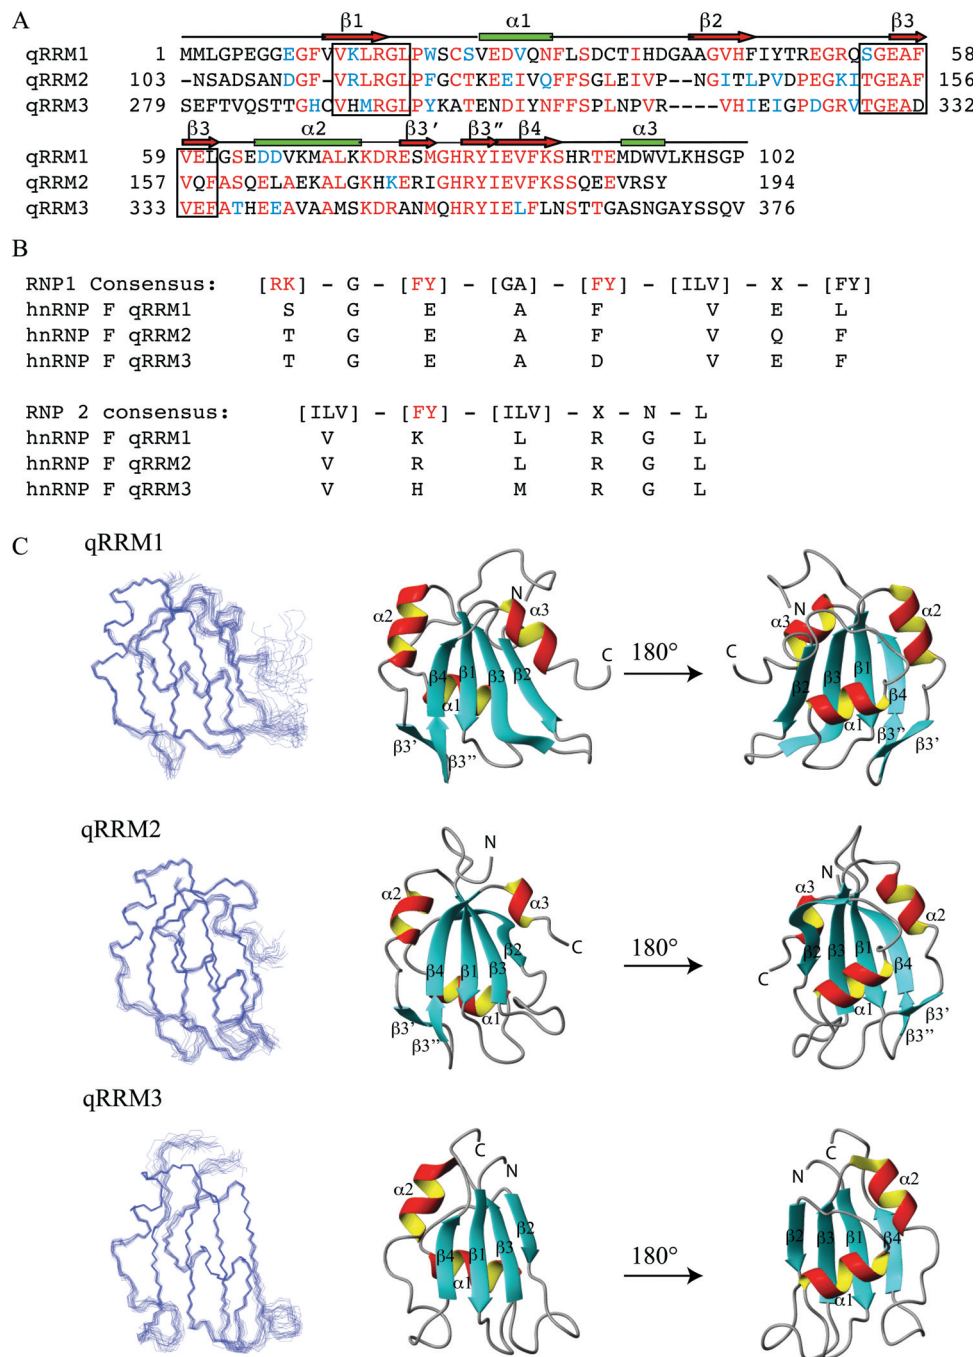 A
β1 α1 β2 β3
qRRM1 1 MMLGPEGGEGFVVKLRGLPWSCSVEDVQNFLSDCTIHDGAAGVHFIYTREGRQSGEAF 58
qRRM2 103 -NSADSANDGF-VRLRGLPFGCTKEEIVQFFSGLEIVP--NGITLPVDPEGKITGEAF 156
qRRM3 279 SEFTVQSTTGHCVHMRGLPYKATENDIYNFFSPLNPVR----VHIEIGPDGRVTGEAD 332
β3 α2 β3′ β3″ β4 α3
qRRM1 59 VELGSEDDVKMALKKDRESMGHRYIEVFKSHRTEMDWVLKHSGP 102
qRRM2 157 VQFASQELAEKALGKHKERIGHRYIEVFKSSQEEVRSY 194
qRRM3 333 VEFATHEEAVAAMSKDRANMQHRYIELFLNSTTGASNGAYSSQV 376
B
RNP1 Consensus: [RK] - G - [FY] - [GA] - [FY] - [ILV] - X - [FY]
hnRNP F qRRM1 S G E A F V E L
hnRNP F qRRM2 T G E A F V Q F
hnRNP F qRRM3 T G E A D V E F
RNP 2 consensus: [ILV] - [FY] - [ILV] - X - N - L
hnRNP F qRRM1 V K L R G L
hnRNP F qRRM2 V R L R G L
hnRNP F qRRM3 V H M R G L
C
qRRM1
α2 N α3 C β4 β1 β3 β2 α1 β3' β3''
180°
N α3 α2 C β2 β3 β1 β4 α1 β3'' β3'
qRRM2
N α2 α3 C β4 β1 β3 β2 α1 β3' β3''
180°
N α3 α2 C β2 β3 β1 β4 α1 β3' β3''
qRRM3
C N α2 β2 β4 β1 β3 α1
180°
C N α2 β2 β3 β1 β4 α1